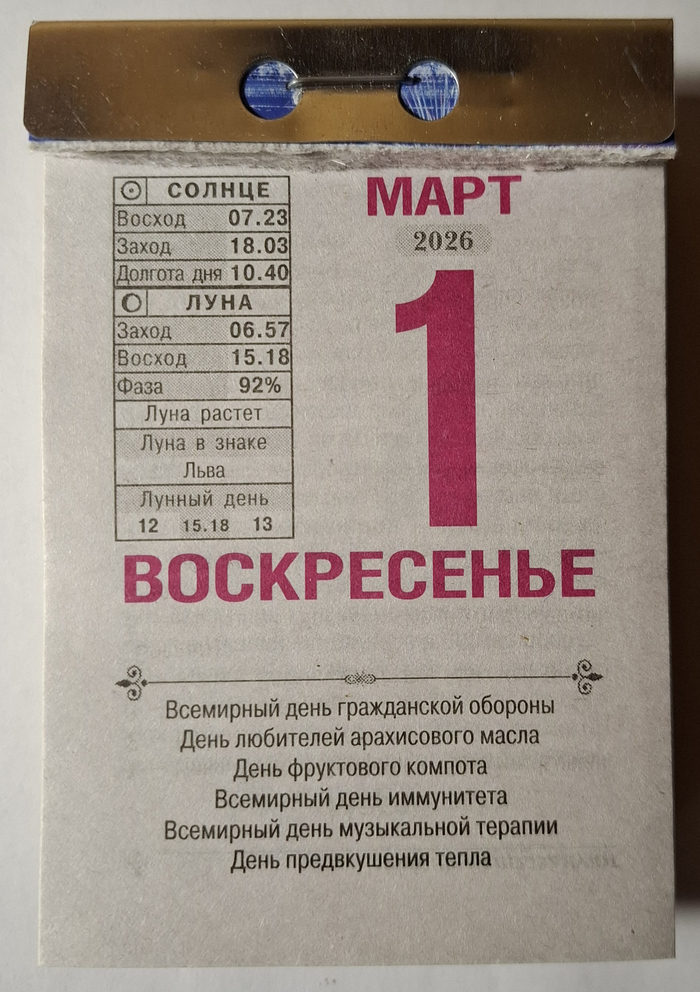 СОЛНЦЕ
Восход 07.23
Заход 18.03
Долгота дня 10.40
ЛУНА
Заход 06.57
Восход 15.18
Фаза 92%
Луна растет
Луна в знаке
Льва
Лунный день
12 15.18 13
МАРТ
2026
1
ВОСКРЕСЕНЬЕ
Всемирный день гражданской обороны
День любителей арахисового масла
День фруктового компота
Всемирный день иммунитета
Всемирный день музыкальной терапии
День предвкушения тепла